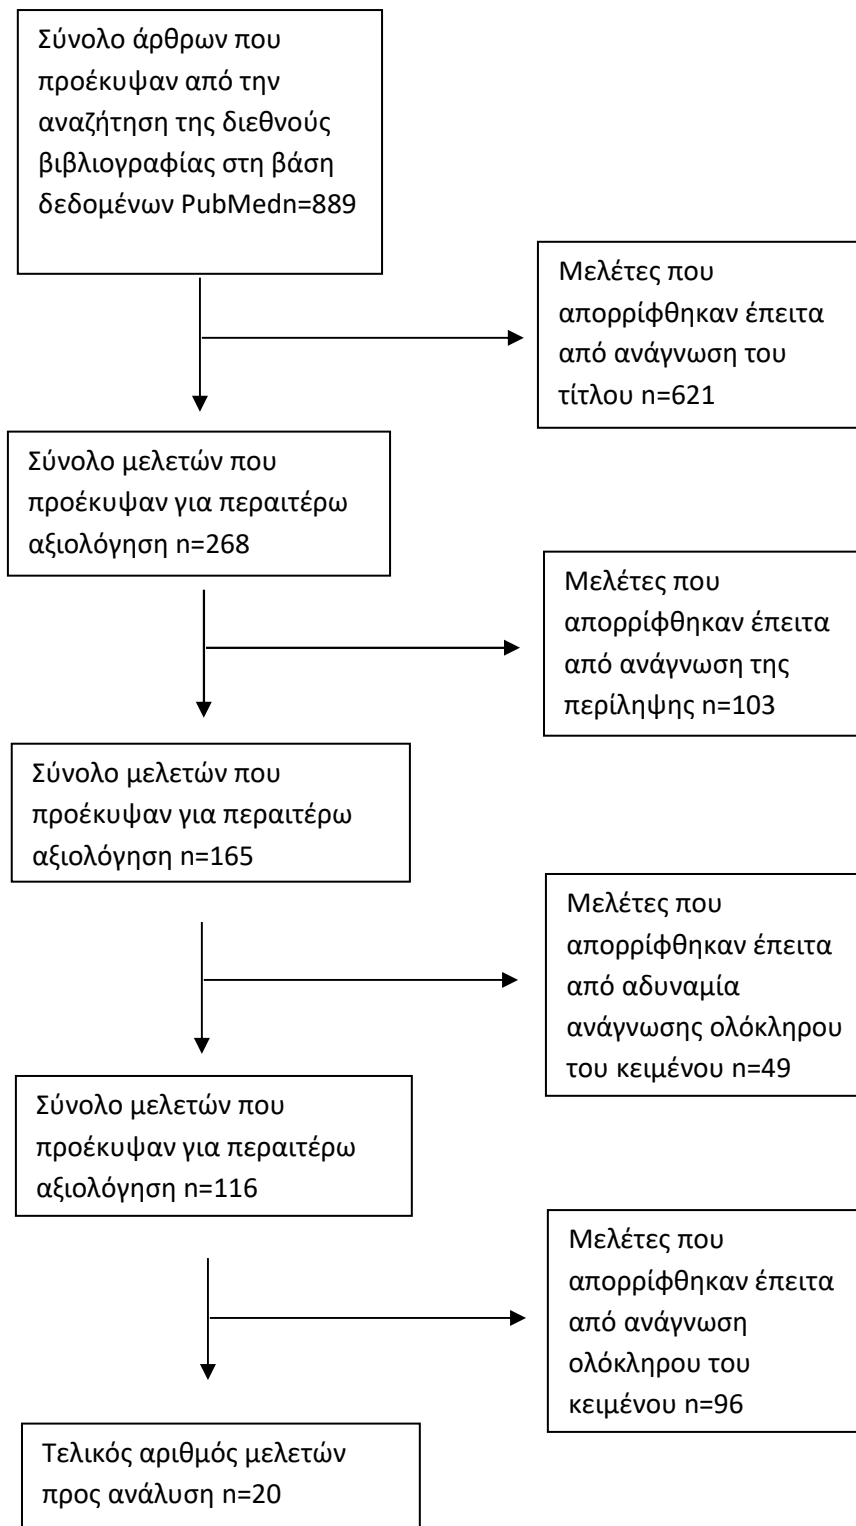 Σύνολο άρθρων που
προέκυψαν από την
αναζήτηση της διεθνούς
βιβλιογραφίας στη βάση
δεδομένων PubMedn=889
Μελέτες που
απορρίφθηκαν έπειτα
από ανάγνωση του
τίτλου n=621
Σύνολο μελετών που
προέκυψαν για περαιτέρω
αξιολόγηση n=268
Μελέτες που
απορρίφθηκαν έπειτα
από ανάγνωση της
περίληψης n=103
Σύνολο μελετών που
προέκυψαν για περαιτέρω
αξιολόγηση n=165
Μελέτες που
απορρίφθηκαν έπειτα
από αδυναμία
ανάγνωσης ολόκληρου
του κειμένου n=49
Σύνολο μελετών που
προέκυψαν για περαιτέρω
αξιολόγηση n=116
Μελέτες που
απορρίφθηκαν έπειτα
από ανάγνωση
ολόκληρου του
κειμένου n=96
Τελικός αριθμός μελετών
προς ανάλυση n=20